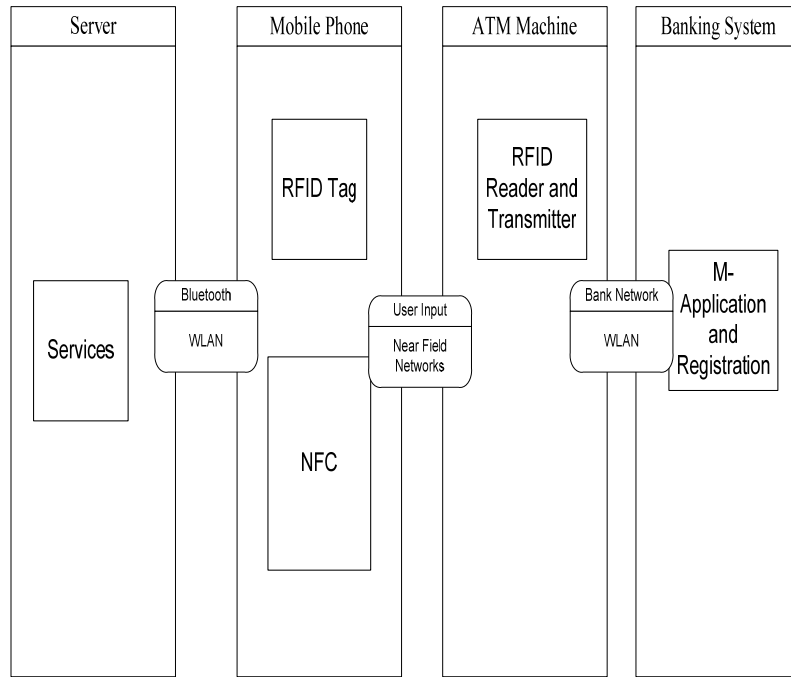 Server
Mobile Phone
ATM Machine
Banking System
RFID Tag
RFID
Reader and
Transmitter
Services
Bluetooth
WLAN
User Input
Near Field
Networks
Bank Network
WLAN
M-
Application
and
Registration
NFC